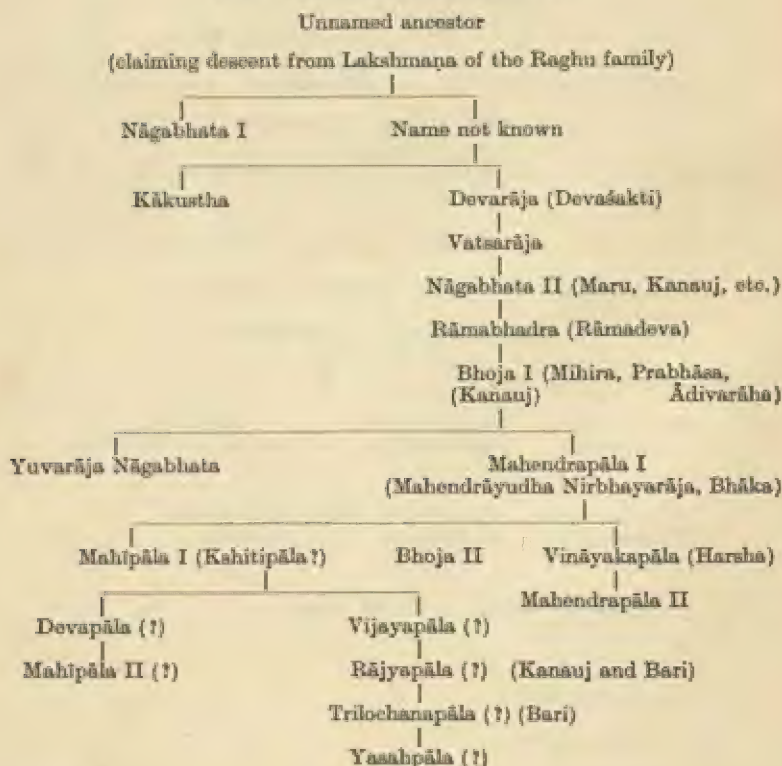 Unnamed ancestor
(claiming descent from Lakshmaṇa of the Raghu family)
Nāgabhata I Name not known
Kākustha Devarāja (Devaśakti)
Vatsarāja
Nāgabhata II (Maru, Kanauj, etc.)
Rāmabhadra (Rāmadeva)
Bhoja I (Mihira, Prabhāsa,
(Kanauj) Ādivarāha)
Yuvarāja Nāgabhata Mahendrapāla I
(Mahendrāyudha Nirbhayarāja, Bhāka)
Mahīpāla I (Kshitipāla?) Bhoja II Vināyakapāla (Harsha)
Devapāla (?) Vijayapāla (?) Mahendrapāla II
Mahīpāla II (?) Rājyapāla (?) (Kanauj and Bari)
Trilochanapāla (?) (Bari)
Yasahpāla (?)